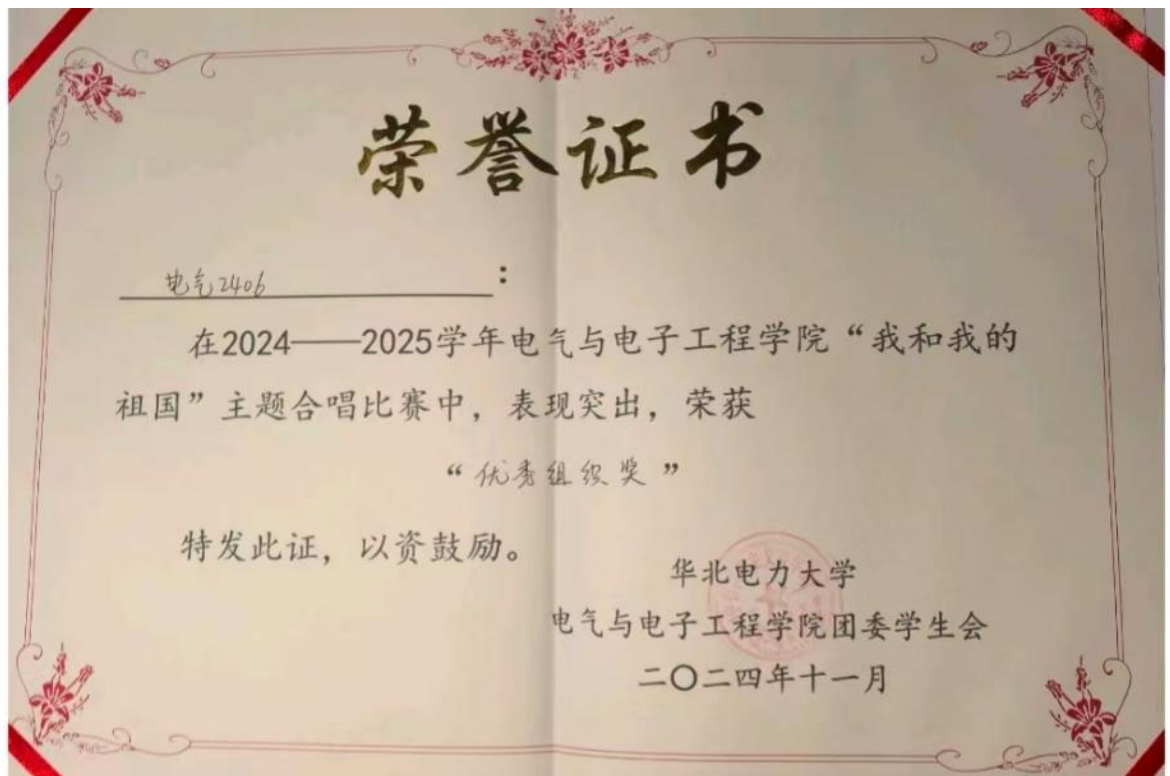 荣誉证书
电气2406：
在2024——2025学年电气与电子工程学院“我和我的
祖国”主题合唱比赛中，表现突出，荣获
“优秀组织奖”
特发此证，以资鼓励。
华北电力大学
电气与电子工程学院团委学生会
二〇二四年十一月